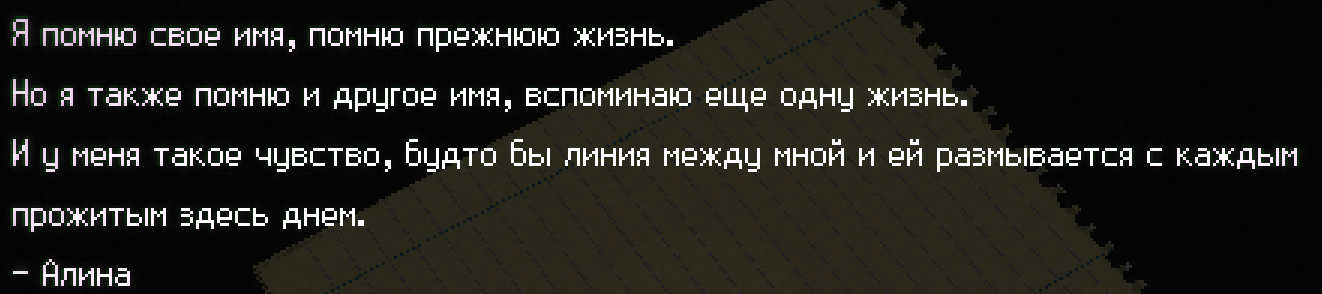 Я помню свое имя, помню прежнюю жизнь.
Но я также помню и другое имя, вспоминаю еще одну жизнь.
И у меня такое чувство, будто бы линия между мной и ей размывается с каждым
прожитым здесь днем.
- Алина